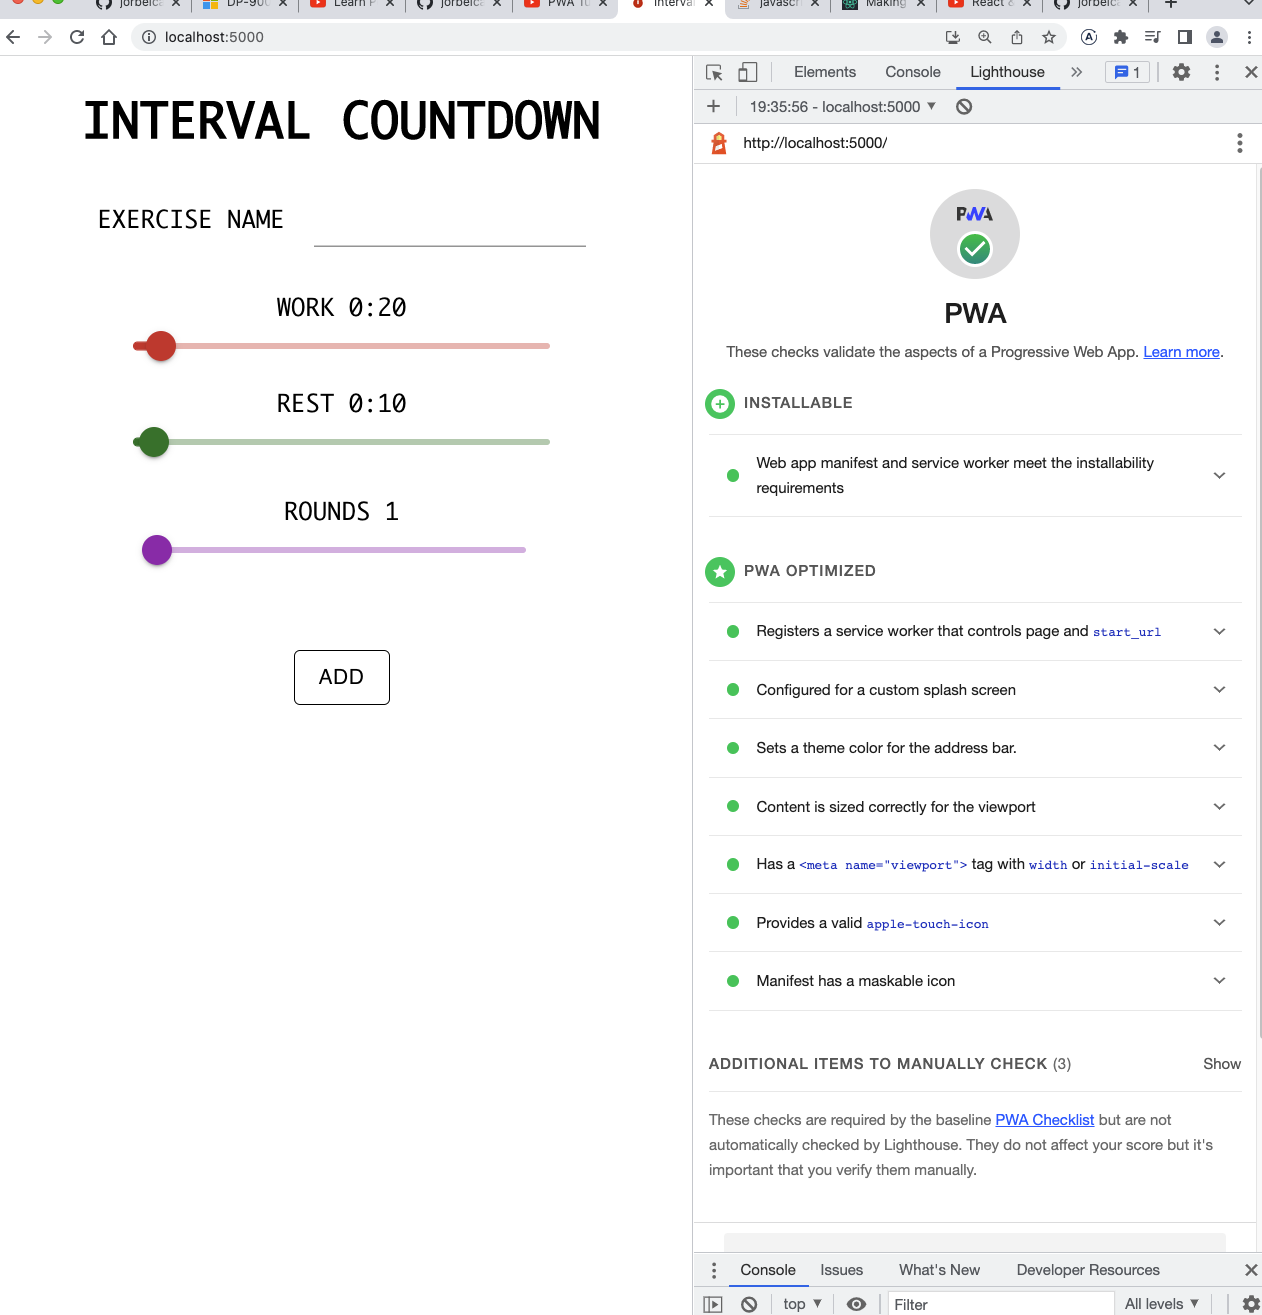 DP-900
Learn P
PWA Tu
Interval
javascri
Making
React &
localhost:5000
INTERVAL COUNTDOWN
EXERCISE NAME
WORK 0:20
REST 0:10
ROUNDS 1
ADD
Elements Console Lighthouse 1
19:35:56 - localhost:5000
http://localhost:5000/
PWA
PWA
These checks validate the aspects of a Progressive Web App. Learn more.
INSTALLABLE
Web app manifest and service worker meet the installability
requirements
PWA OPTIMIZED
Registers a service worker that controls page and start_url
Configured for a custom splash screen
Sets a theme color for the address bar.
Content is sized correctly for the viewport
Has a <meta name="viewport"> tag with width or initial-scale
Provides a valid apple-touch-icon
Manifest has a maskable icon
ADDITIONAL ITEMS TO MANUALLY CHECK (3) Show
These checks are required by the baseline PWA Checklist but are not
automatically checked by Lighthouse. They do not affect your score but it's
important that you verify them manually.
Console Issues What's New Developer Resources
top Filter All levels